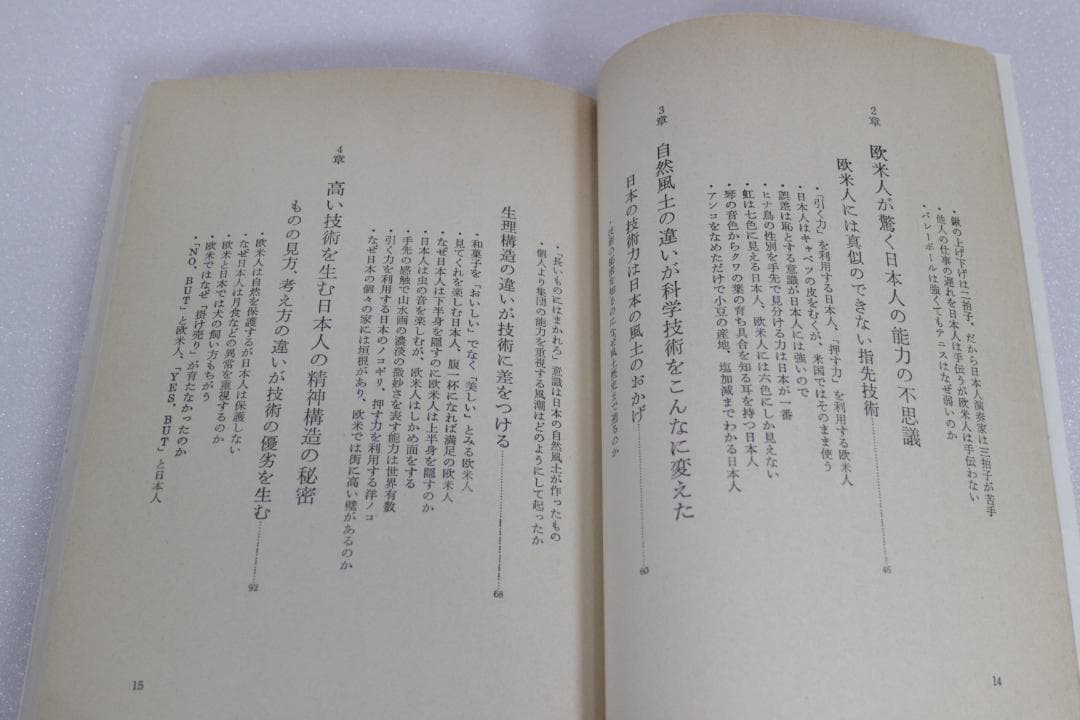 ・鍬の上げ下げは二拍子。だから日本人演奏家は三拍子が苦手
・他人の仕事の遅れを日本人は手伝うが欧米人は手伝わない
・バレーボールは強くてもテニスはなぜ弱いのか
2章 欧米人が驚く日本人の能力の不思議
欧米人には真似のできない指先技術……46
・「引く力」を利用する日本人、「押す力」を利用する欧米人
・日本人はキャベツの皮をむくが、米国ではそのまま使う
・誤差は恥とする意識が日本人には強いので
・ヒナ鳥の性別を手先で見分ける力は日本が一番
・虹は七色に見える日本人、欧米人には六色にしか見えない
・琴の音色からクワの葉の育ち具合を知る耳を持つ日本人
・アンコをなめただけで小豆の産地、塩加減までわかる日本人
3章 自然風土の違いが科学技術をこんなに変えた
日本の技術力は日本の風土のおかげ……60
14
・「長いものにはまかれろ」意識は日本の自然風土が作ったもの
・個人より集団の能力を重視する風潮はどのようにして起ったか
生理構造の違いが技術に差をつける……68
・和菓子を「おいしい」でなく「美しい」とみる欧米人
・見てくれを楽しむ日本人、腹一杯になれば満足の欧米人
・なぜ日本人は下半身を隠すのに欧米人は上半身を隠すのか
・日本人は虫の音を楽しむが、欧米人はしかめ面をする
・手先の感触で山水画の濃淡の微妙さを表す能力は世界有数
・引く力を利用する日本のノコギリ、押す力を利用する洋ノコ
・なぜ日本の個々の家には垣根があり、欧米では街に高い壁があるのか
4章 高い技術を生む日本人の精神構造の秘密
ものの見方、考え方の違いが技術の優劣を生む……92
・欧米人は自然を保護するが日本人は保護しない
・なぜ日本人は月食などの異常を重視するのか
・欧米と日本では犬の飼い方もちがう
・欧米ではなぜ「掛け売り」が育たなかったのか
・「NO、BUT」と欧米人、「YES、BUT」と日本人
15